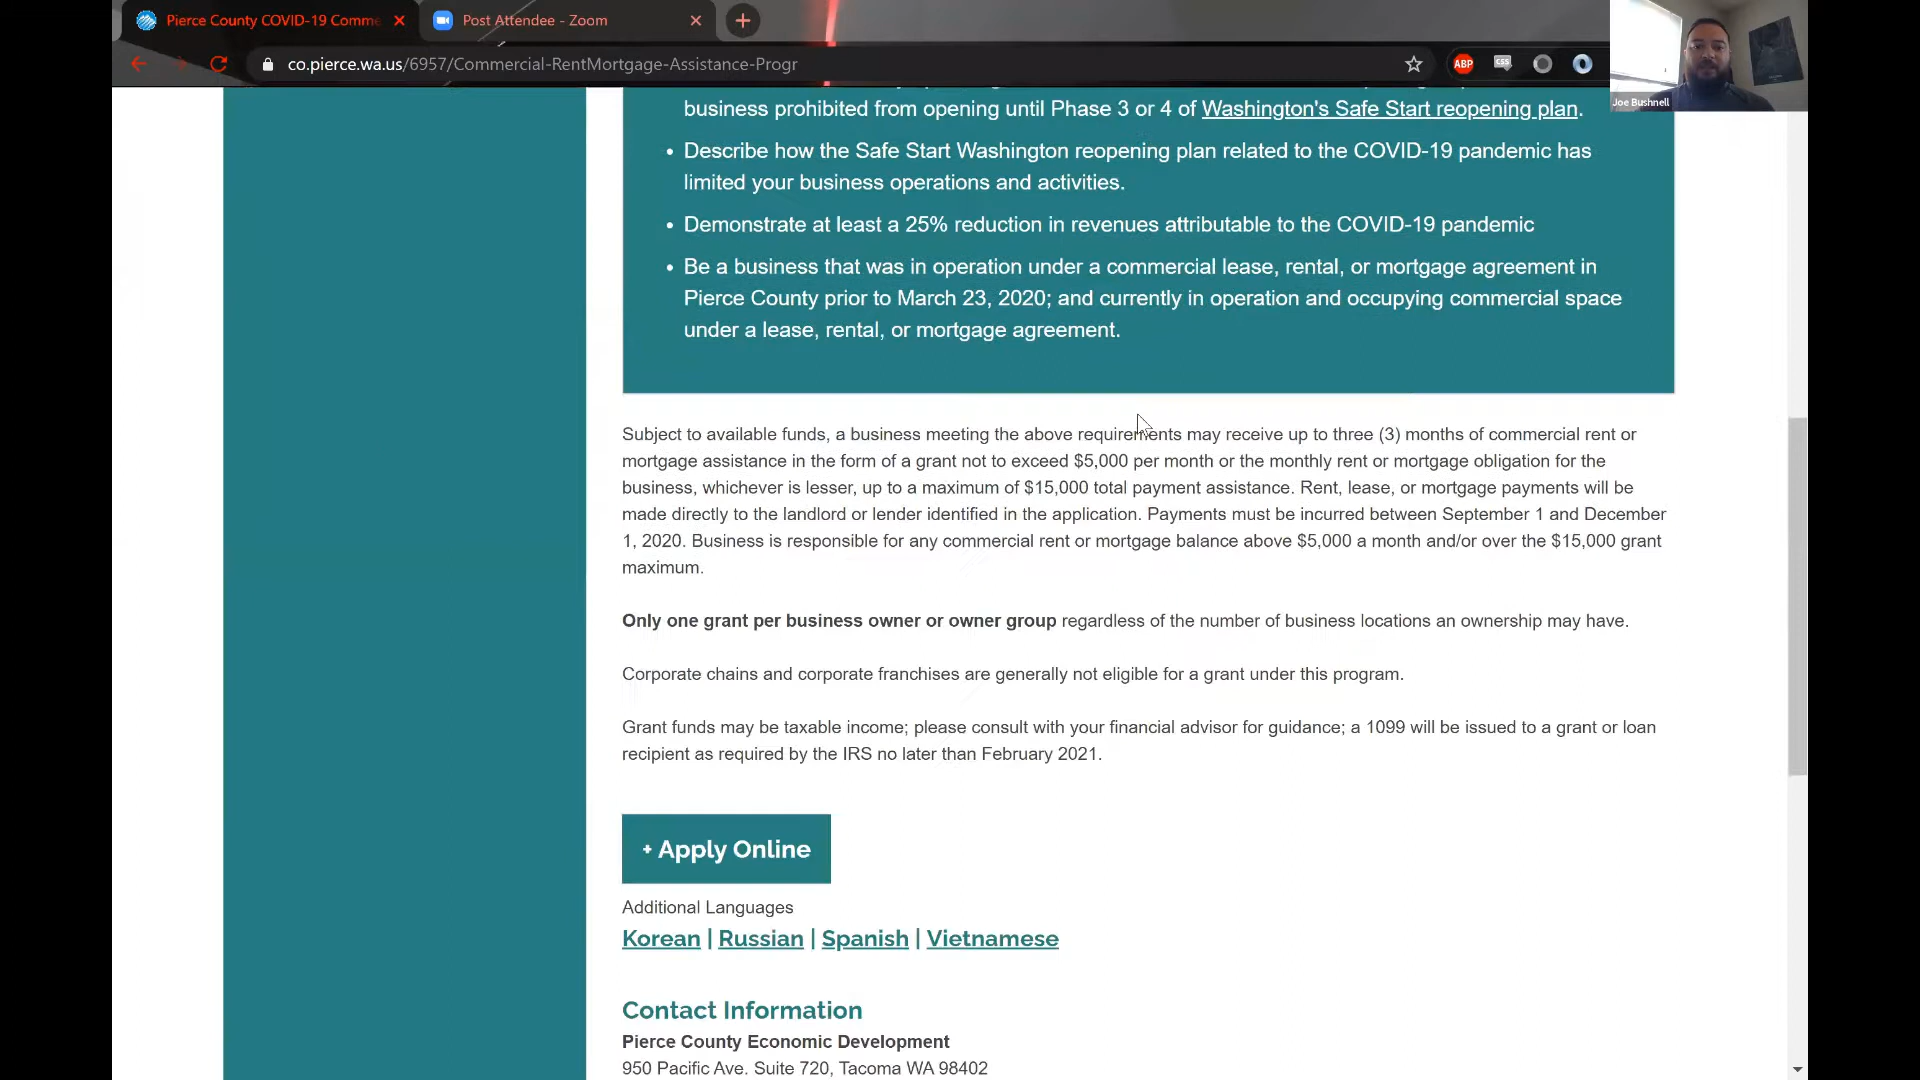 Pierce County COVID-19 Comme
Post Attendee - Zoom
co.pierce.wa.us/6957/Commercial-RentMortgage-Assistance-Progr
ABP
css
Joe Bushnell
business prohibited from opening until Phase 3 or 4 of Washington's Safe Start reopening plan.
• Describe how the Safe Start Washington reopening plan related to the COVID-19 pandemic has
limited your business operations and activities.
• Demonstrate at least a 25% reduction in revenues attributable to the COVID-19 pandemic
• Be a business that was in operation under a commercial lease, rental, or mortgage agreement in
Pierce County prior to March 23, 2020; and currently in operation and occupying commercial space
under a lease, rental, or mortgage agreement.
Subject to available funds, a business meeting the above requirements may receive up to three (3) months of commercial rent or
mortgage assistance in the form of a grant not to exceed $5,000 per month or the monthly rent or mortgage obligation for the
business, whichever is lesser, up to a maximum of $15,000 total payment assistance. Rent, lease, or mortgage payments will be
made directly to the landlord or lender identified in the application. Payments must be incurred between September 1 and December
1, 2020. Business is responsible for any commercial rent or mortgage balance above $5,000 a month and/or over the $15,000 grant
maximum.
Only one grant per business owner or owner group regardless of the number of business locations an ownership may have.
Corporate chains and corporate franchises are generally not eligible for a grant under this program.
Grant funds may be taxable income; please consult with your financial advisor for guidance; a 1099 will be issued to a grant or loan
recipient as required by the IRS no later than February 2021.
+ Apply Online
Additional Languages
Korean | Russian | Spanish | Vietnamese
Contact Information
Pierce County Economic Development
950 Pacific Ave. Suite 720, Tacoma WA 98402